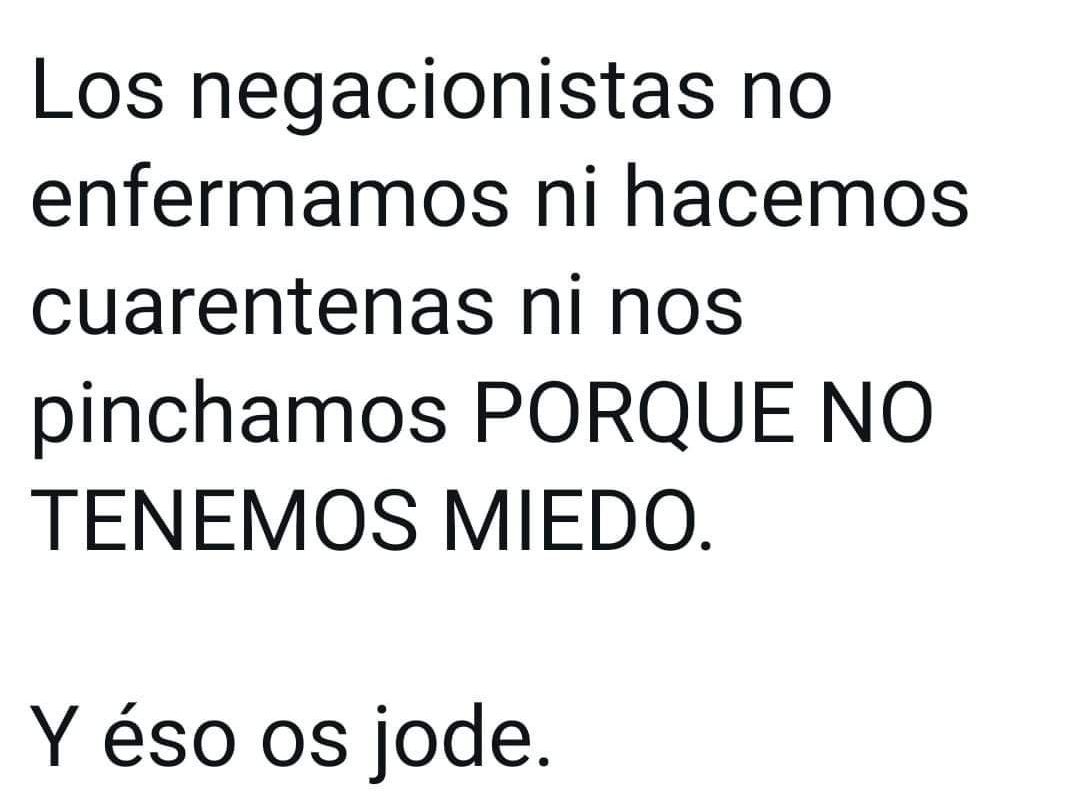 Los negacionistas no
enfermamos ni hacemos
cuarentenas ni nos
pinchamos PORQUE NO
TENEMOS MIEDO.
Y éso os jode.